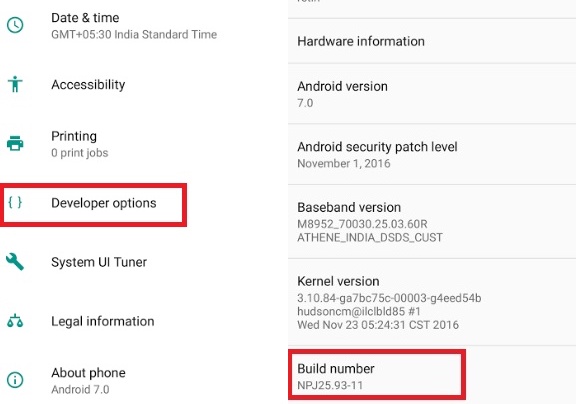 Date & time
GMT+05:30 India Standard Time
Accessibility
Printing
0 print jobs
{ } Developer options
System UI Tuner
Legal information
About phone
Android 7.0
Hardware information
Android version
7.0
Android security patch level
November 1, 2016
Baseband version
M8952_70030.25.03.60R
ATHENE_INDIA_DSDS_CUST
Kernel version
3.10.84-ga7bc75c-00003-g4eed54b
hudsoncm@ilclbld85 #1
Wed Nov 23 05:24:31 CST 2016
Build number
NPJ25.93-11